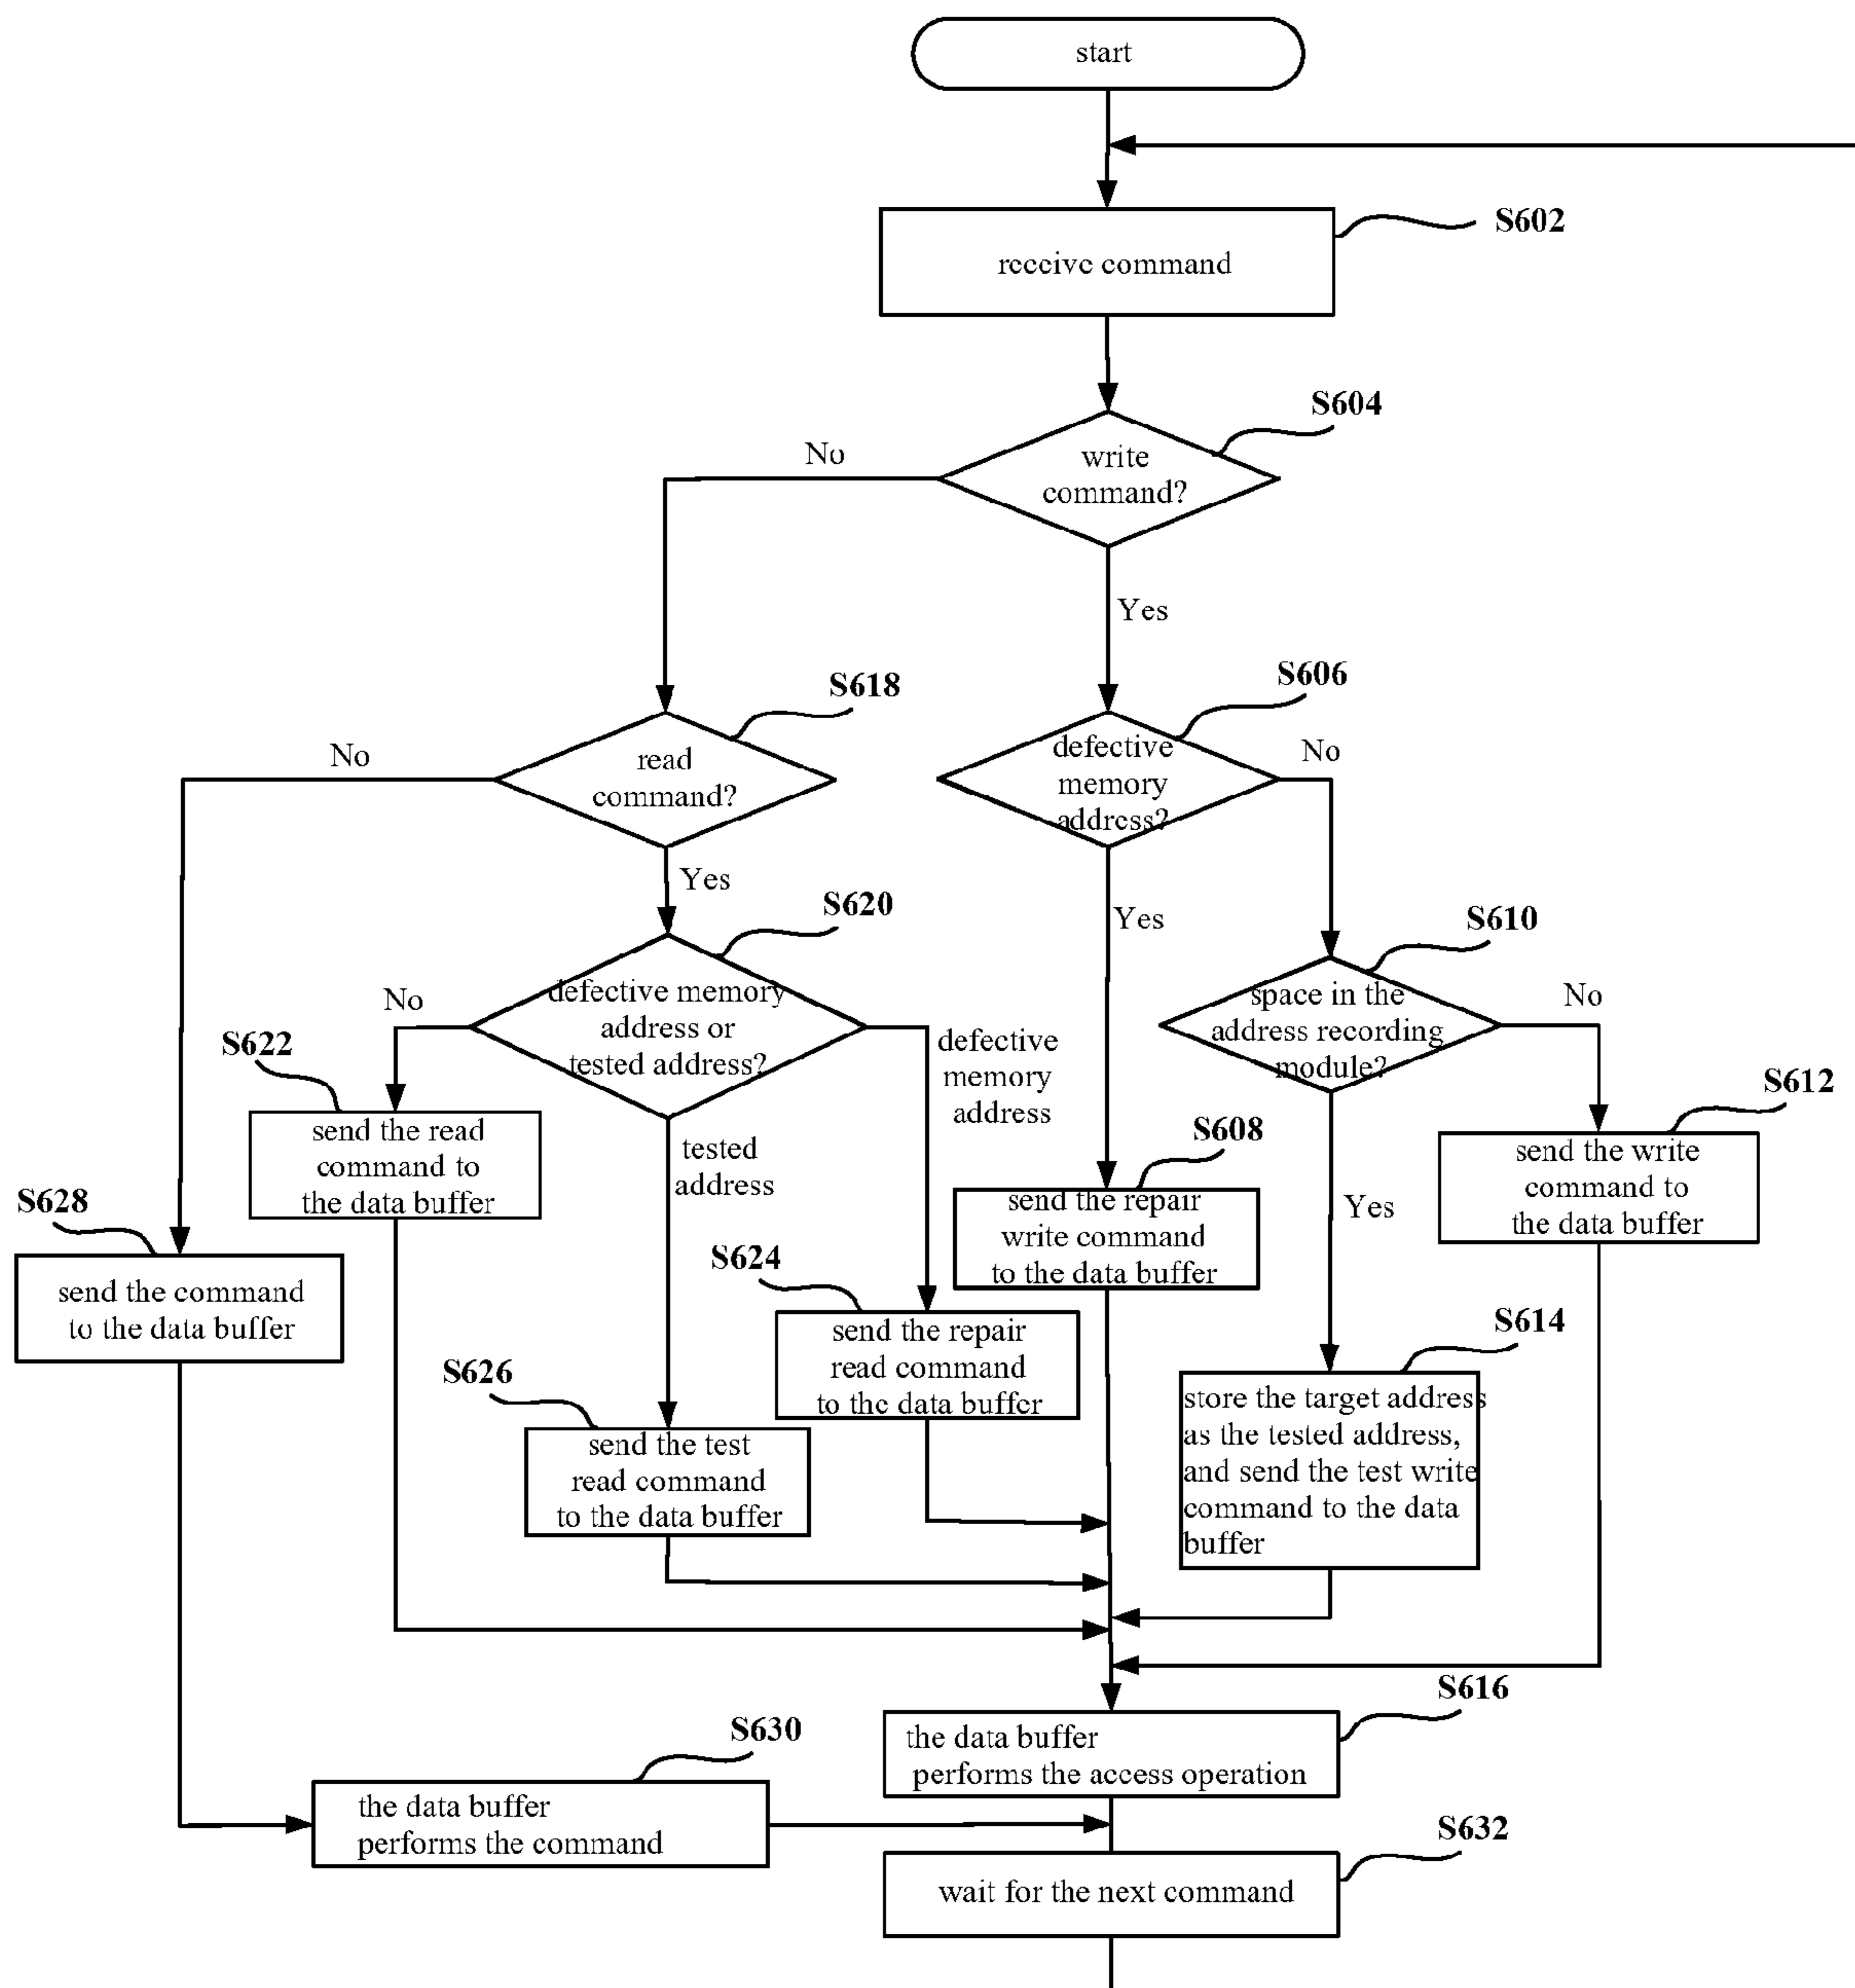 start
S602
receive command
S604
write
command?
No
Yes
S618
read
command?
No
Yes
S606
defective
memory
address?
No
Yes
S620
defective memory
address or
tested address?
No
defective
memory
address
tested
address
S610
space in the
address recording
module?
No
Yes
S622
send the read
command to
the data buffer
S612
send the write
command to
the data buffer
S608
send the repair
write command
to the data buffer
S628
send the command
to the data buffer
S624
send the repair
read command
to the data buffer
S614
store the target address
as the tested address,
and send the test write
command to the data
buffer
S626
send the test
read command
to the data buffer
S616
the data buffer
performs the access operation
S630
the data buffer
performs the command
S632
wait for the next command